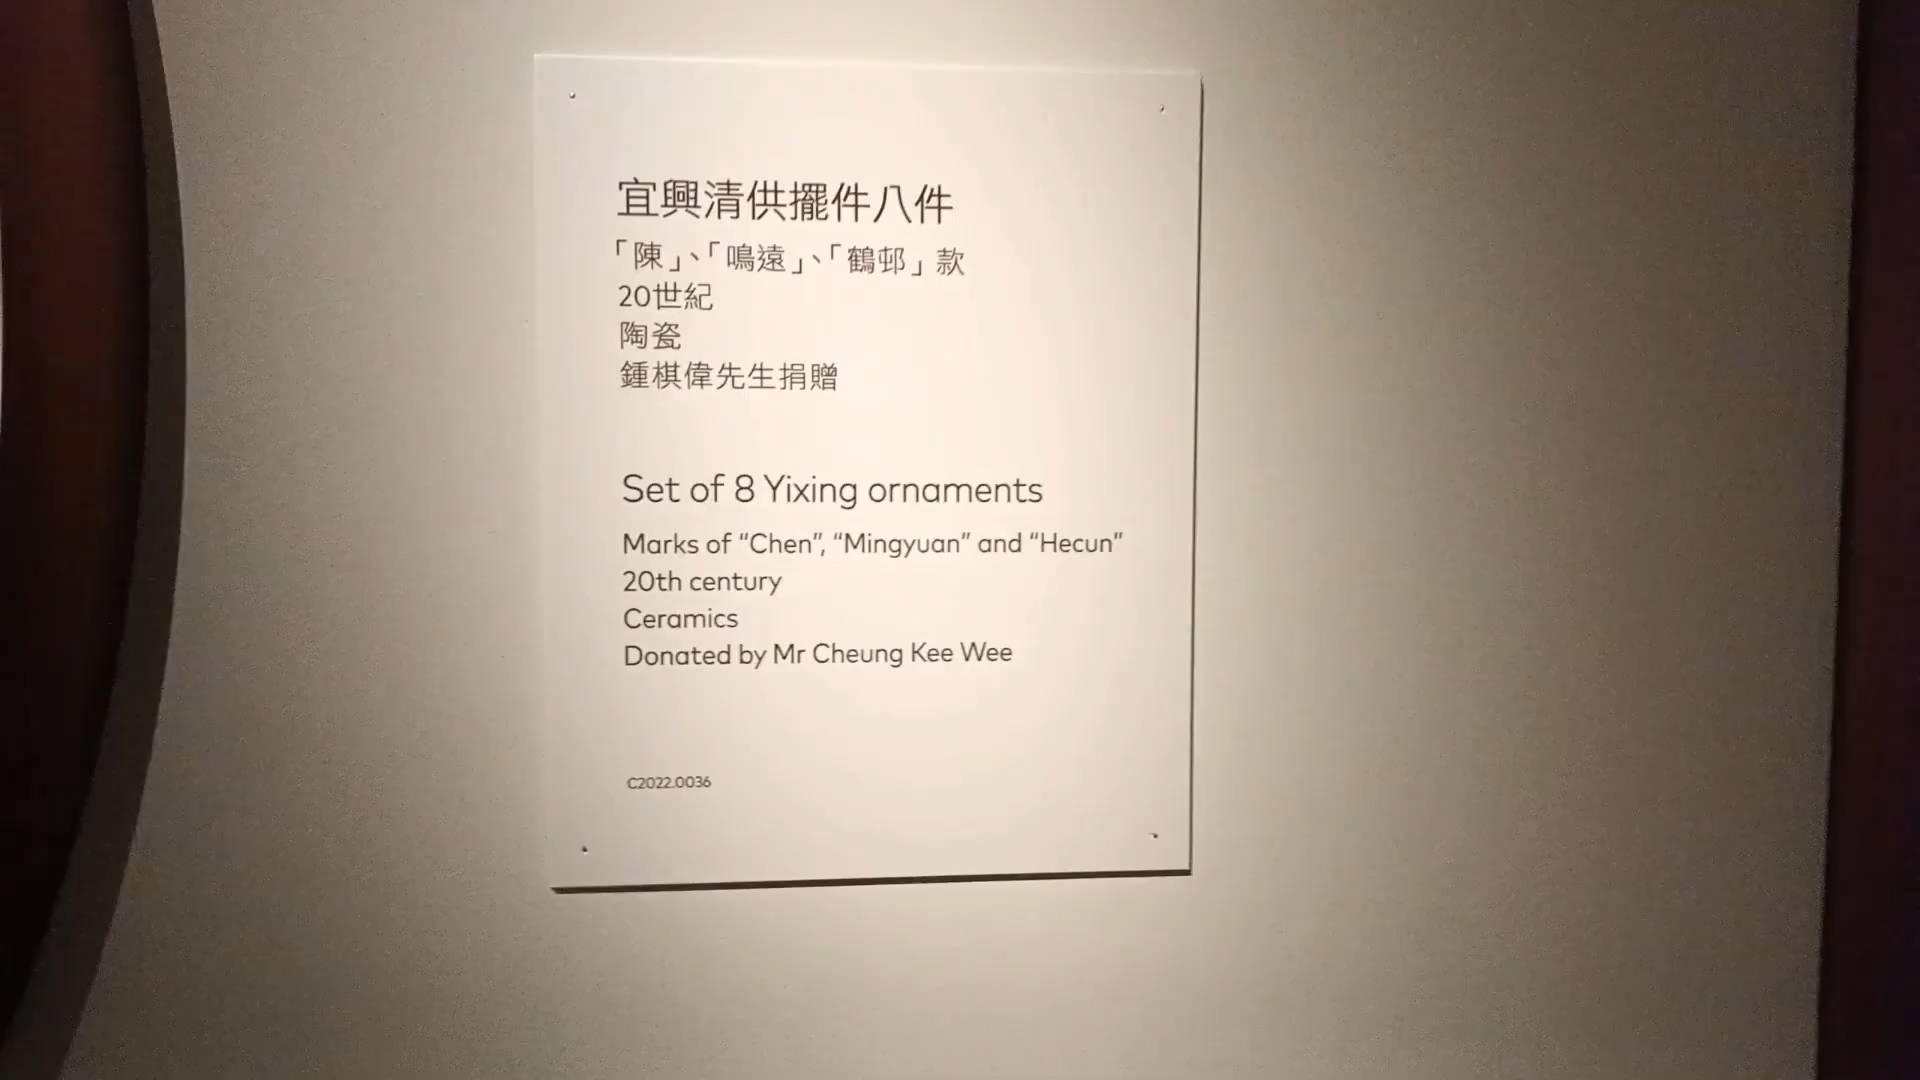 宜興清供擺件八件
「陳」、「鳴遠」、「鶴邨」款
20世紀
陶瓷
鍾棋偉先生捐贈
Set of 8 Yixing ornaments
Marks of “Chen”, “Mingyuan” and “Hecun”
20th century
Ceramics
Donated by Mr Cheung Kee Wee
C2022.0036